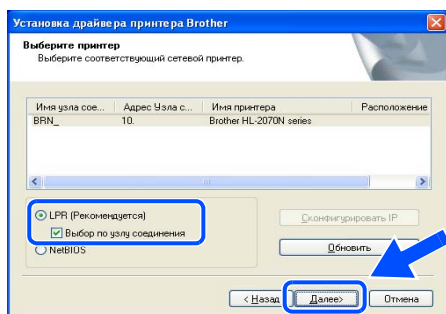 Установка драйвера принтера Brother
Выберите принтер
Выберите соответствующий сетевой принтер.
Имя узла сое... Адрес Узла с... Имя принтера Расположение
BRN_ 10. Brother HL-2070N series
LPR (Рекомендуется)
Выбор по узлу соединения
NetBIOS
Сконфигурировать IP
Обновить
< Назад Далее> Отмена